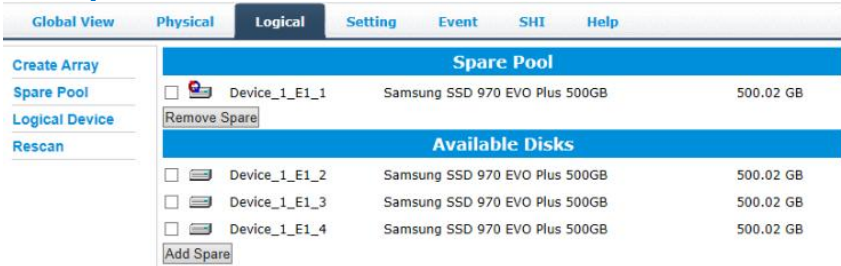 Global View Physical Logical Setting Event SHI Help
Create Array
Spare Pool
Logical Device
Rescan
Spare Pool
Device_1_E1_1 Samsung SSD 970 EVO Plus 500GB 500.02 GB
Remove Spare
Available Disks
Device_1_E1_2 Samsung SSD 970 EVO Plus 500GB 500.02 GB
Device_1_E1_3 Samsung SSD 970 EVO Plus 500GB 500.02 GB
Device_1_E1_4 Samsung SSD 970 EVO Plus 500GB 500.02 GB
Add Spare